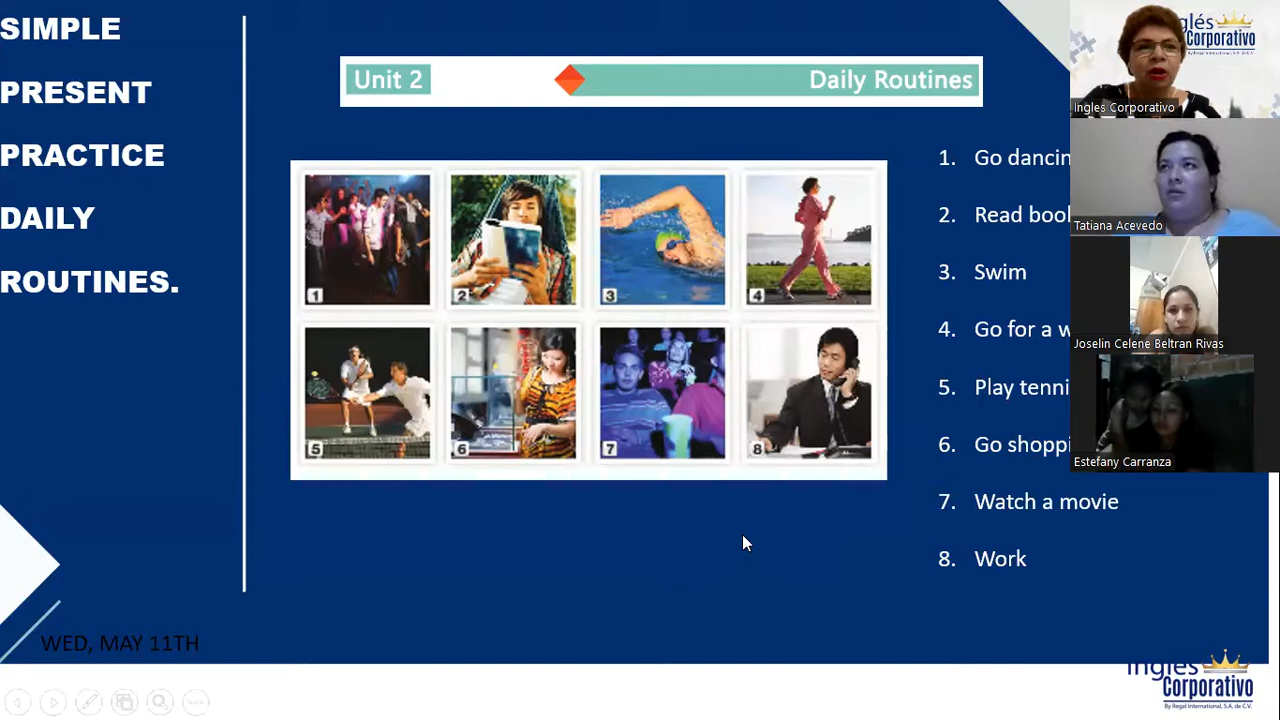 SIMPLE
PRESENT
PRACTICE
DAILY
ROUTINES.
WED, MAY 11TH
Unit 2
Daily Routines
1
2
3
4
5
6
7
8
1. Go dancin
2. Read bool
3. Swim
4. Go for a w
5. Play tenni
6. Go shoppi
7. Watch a movie
8. Work
glés
Corporativo
Ingles Corporativo
Tatiana Acevedo
Joselin Celene Beltran Rivas
Estefany Carranza
Inglés
Corporativo
By Regal International, S.A. de C.V.